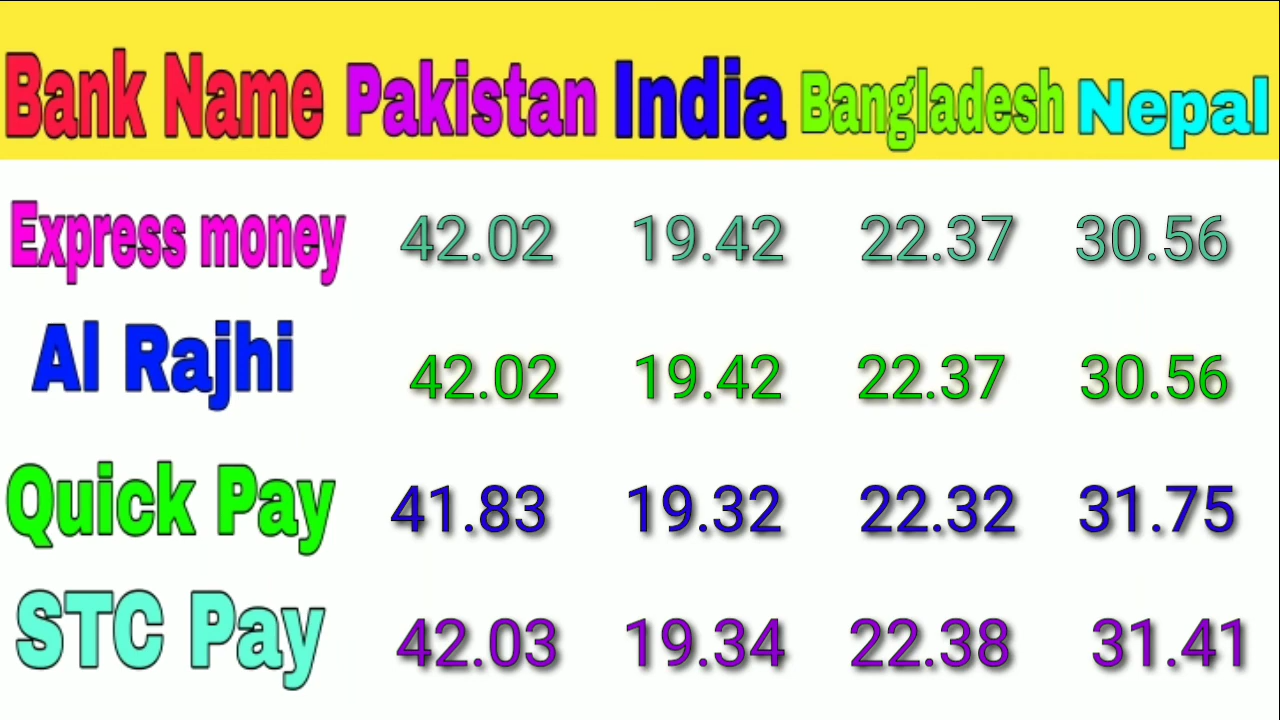 Bank Name Pakistan India Bangladesh Nepal
Express money 42.02 19.42 22.37 30.56
Al Rajhi 42.02 19.42 22.37 30.56
Quick Pay 41.83 19.32 22.32 31.75
STC Pay 42.03 19.34 22.38 31.41